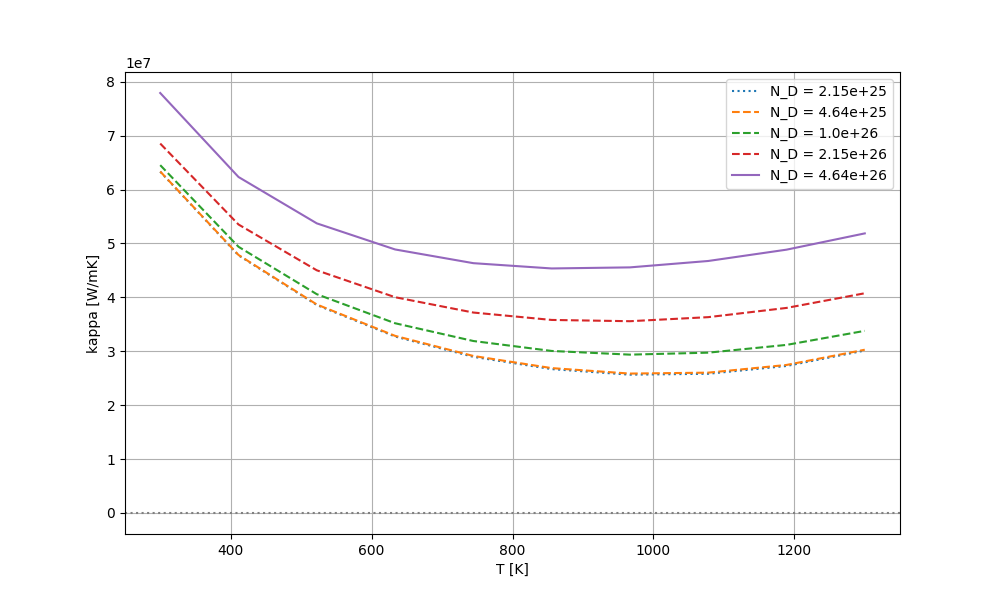 1e7
8
7
6
5
4
3
2
1
0
kappa [W/mK]
400
600
800
1000
1200
T [K]
N_D = 2.15e+25
N_D = 4.64e+25
N_D = 1.0e+26
N_D = 2.15e+26
N_D = 4.64e+26